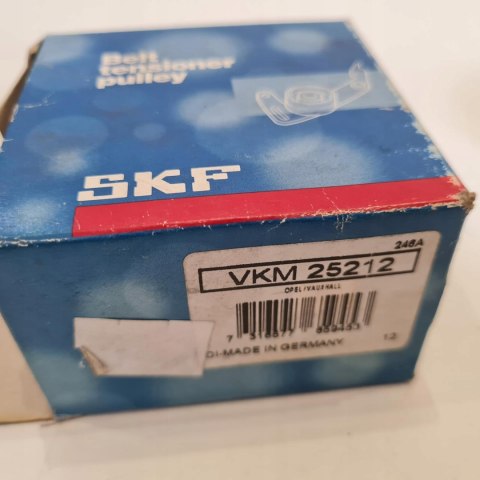 Belt
tensioner
pulley
SKF
246A
VKM 25212
OPEL/VAUXHALL
7 316577 559453
DI-MADE IN GERMANY 12